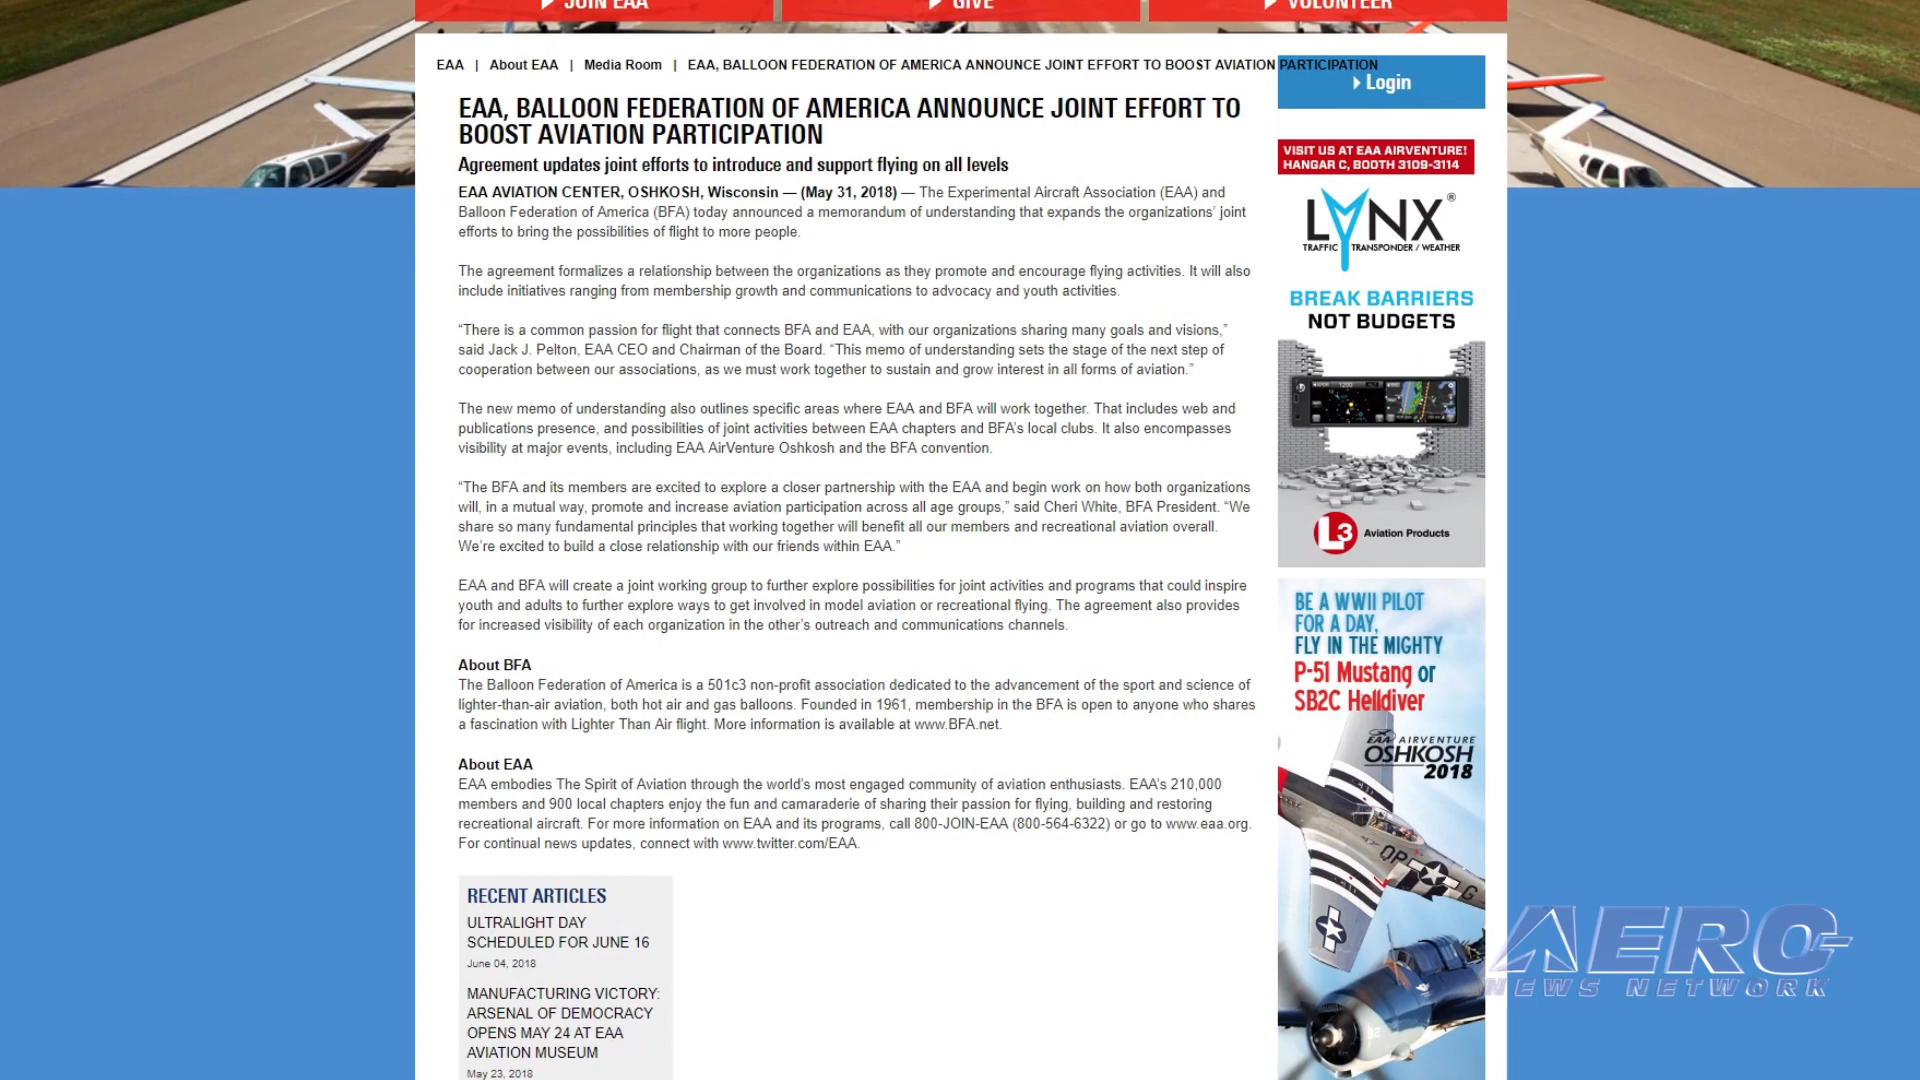 JOIN EAA
GIVE
VOLUNTEER
EAA | About EAA | Media Room | EAA, BALLOON FEDERATION OF AMERICA ANNOUNCE JOINT EFFORT TO BOOST AVIATION PARTICIPATION
EAA, BALLOON FEDERATION OF AMERICA ANNOUNCE JOINT EFFORT TO
BOOST AVIATION PARTICIPATION
Agreement updates joint efforts to introduce and support flying on all levels
EAA AVIATION CENTER, OSHKOSH, Wisconsin — (May 31, 2018) — The Experimental Aircraft Association (EAA) and
Balloon Federation of America (BFA) today announced a memorandum of understanding that expands the organizations’ joint
efforts to bring the possibilities of flight to more people.
The agreement formalizes a relationship between the organizations as they promote and encourage flying activities. It will also
include initiatives ranging from membership growth and communications to advocacy and youth activities.
“There is a common passion for flight that connects BFA and EAA, with our organizations sharing many goals and visions,”
said Jack J. Pelton, EAA CEO and Chairman of the Board. “This memo of understanding sets the stage of the next step of
cooperation between our associations, as we must work together to sustain and grow interest in all forms of aviation.”
The new memo of understanding also outlines specific areas where EAA and BFA will work together. That includes web and
publications presence, and possibilities of joint activities between EAA chapters and BFA’s local clubs. It also encompasses
visibility at major events, including EAA AirVenture Oshkosh and the BFA convention.
“The BFA and its members are excited to explore a closer partnership with the EAA and begin work on how both organizations
will, in a mutual way, promote and increase aviation participation across all age groups,” said Cheri White, BFA President. “We
share so many fundamental principles that working together will benefit all our members and recreational aviation overall.
We’re excited to build a close relationship with our friends within EAA.”
EAA and BFA will create a joint working group to further explore possibilities for joint activities and programs that could inspire
youth and adults to further explore ways to get involved in model aviation or recreational flying. The agreement also provides
for increased visibility of each organization in the other’s outreach and communications channels.
About BFA
The Balloon Federation of America is a 501c3 non-profit association dedicated to the advancement of the sport and science of
lighter-than-air aviation, both hot air and gas balloons. Founded in 1961, membership in the BFA is open to anyone who shares
a fascination with Lighter Than Air flight. More information is available at www.BFA.net.
About EAA
EAA embodies The Spirit of Aviation through the world’s most engaged community of aviation enthusiasts. EAA’s 210,000
members and 900 local chapters enjoy the fun and camaraderie of sharing their passion for flying, building and restoring
recreational aircraft. For more information on EAA and its programs, call 800-JOIN-EAA (800-564-6322) or go to www.eaa.org.
For continual news updates, connect with www.twitter.com/EAA.
RECENT ARTICLES
ULTRALIGHT DAY
SCHEDULED FOR JUNE 16
June 04, 2018
MANUFACTURING VICTORY:
ARSENAL OF DEMOCRACY
OPENS MAY 24 AT EAA
AVIATION MUSEUM
May 23, 2018
Login
VISIT US AT EAA AIRVENTURE!
HANGAR C, BOOTH 3109-3114
LYNX®
TRAFFIC TRANSPONDER / WEATHER
BREAK BARRIERS
NOT BUDGETS
1200
L3 Aviation Products
BE A WWII PILOT
FOR A DAY,
FLY IN THE MIGHTY
P-51 Mustang or
SB2C Helldiver
EAA AIRVENTURE
OSHKOSH
2018
QP G
AERO
NEWS NETWORK